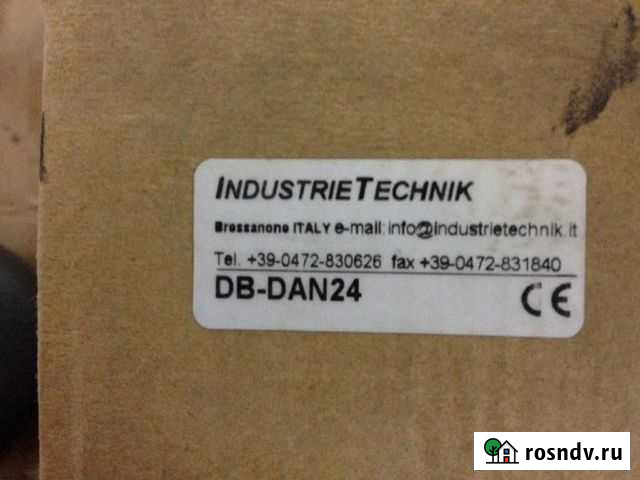 INDUSTRIETECHNIK
Bressanone ITALY e-mail: info@industrietechnik.it
Tel. +39-0472-830626 fax +39-0472-831840
DB-DAN24 CE
rosndv.ru